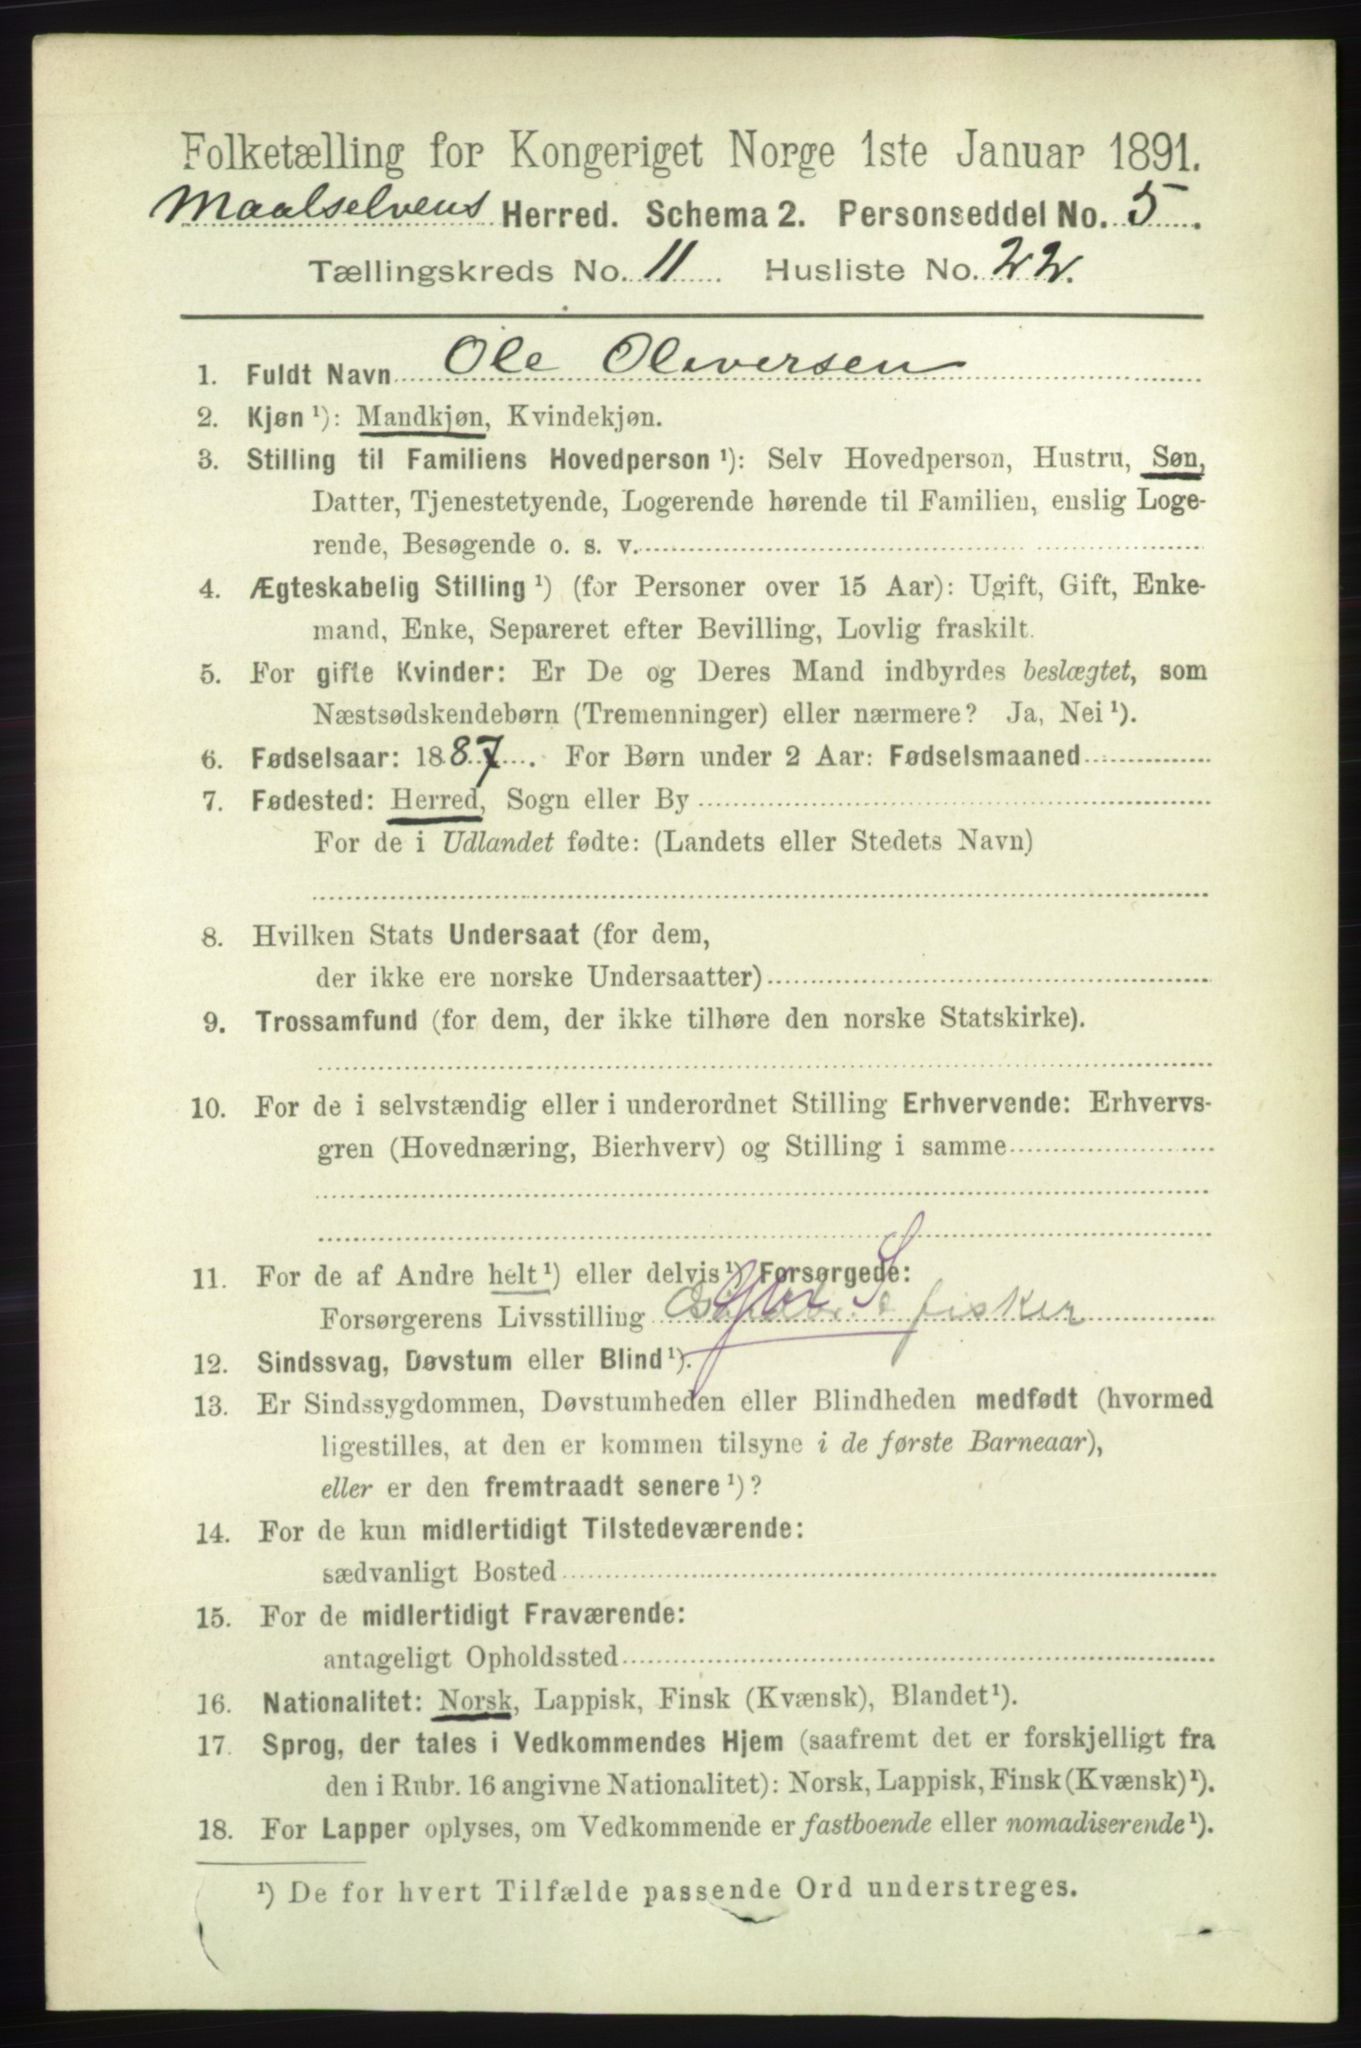 Folketælling for Kongeriget Norge 1ste Januar 1891.
Maalselvens Herred. Schema 2. Personseddel No. 5.
Tællingskreds No. 11 Husliste No. 22.
1. Fuldt Navn Ole Oliversen
2. Kjøn ¹): Mandkjøn, Kvindekjøn.
3. Stilling til Familiens Hovedperson ¹): Selv Hovedperson, Hustru, Søn,
Datter, Tjenestetyende, Logerende hørende til Familien, enslig Loge-
rende, Besøgende o. s. v.
4. Ægteskabelig Stilling ¹) (for Personer over 15 Aar): Ugift, Gift, Enke-
mand, Enke, Separeret efter Bevilling, Lovlig fraskilt.
5. For gifte Kvinder: Er De og Deres Mand indbyrdes beslægtet, som
Næstsødskendebørn (Tremenninger) eller nærmere? Ja, Nei ¹).
6. Fødselsaar: 1887. For Børn under 2 Aar: Fødselsmaaned
7. Fødested: Herred, Sogn eller By
For de i Udlandet fødte: (Landets eller Stedets Navn)
8. Hvilken Stats Undersaat (for dem,
der ikke ere norske Undersaatter)
9. Trossamfund (for dem, der ikke tilhøre den norske Statskirke).
10. For de i selvstændig eller i underordnet Stilling Erhvervende: Erhvervs-
gren (Hovednæring, Bierhverv) og Stilling i samme
11. For de af Andre helt ¹) eller delvis ¹) Forsørgede:
Forsørgerens Livsstilling fisker
12. Sindssvag, Døvstum eller Blind ¹).
13. Er Sindssygdommen, Døvstumheden eller Blindheden medfødt (hvormed
ligestilles, at den er kommen tilsyne i de første Barneaar),
eller er den fremtraadt senere ¹)?
14. For de kun midlertidigt Tilstedeværende:
sædvanligt Bosted
15. For de midlertidigt Fraværende:
antageligt Opholdssted
16. Nationalitet: Norsk, Lappisk, Finsk (Kvænsk), Blandet ¹).
17. Sprog, der tales i Vedkommendes Hjem (saafremt det er forskjelligt fra
den i Rubr. 16 angivne Nationalitet): Norsk, Lappisk, Finsk (Kvænsk) ¹).
18. For Lapper oplyses, om Vedkommende er fastboende eller nomadiserende ¹).
¹) De for hvert Tilfælde passende Ord understreges.